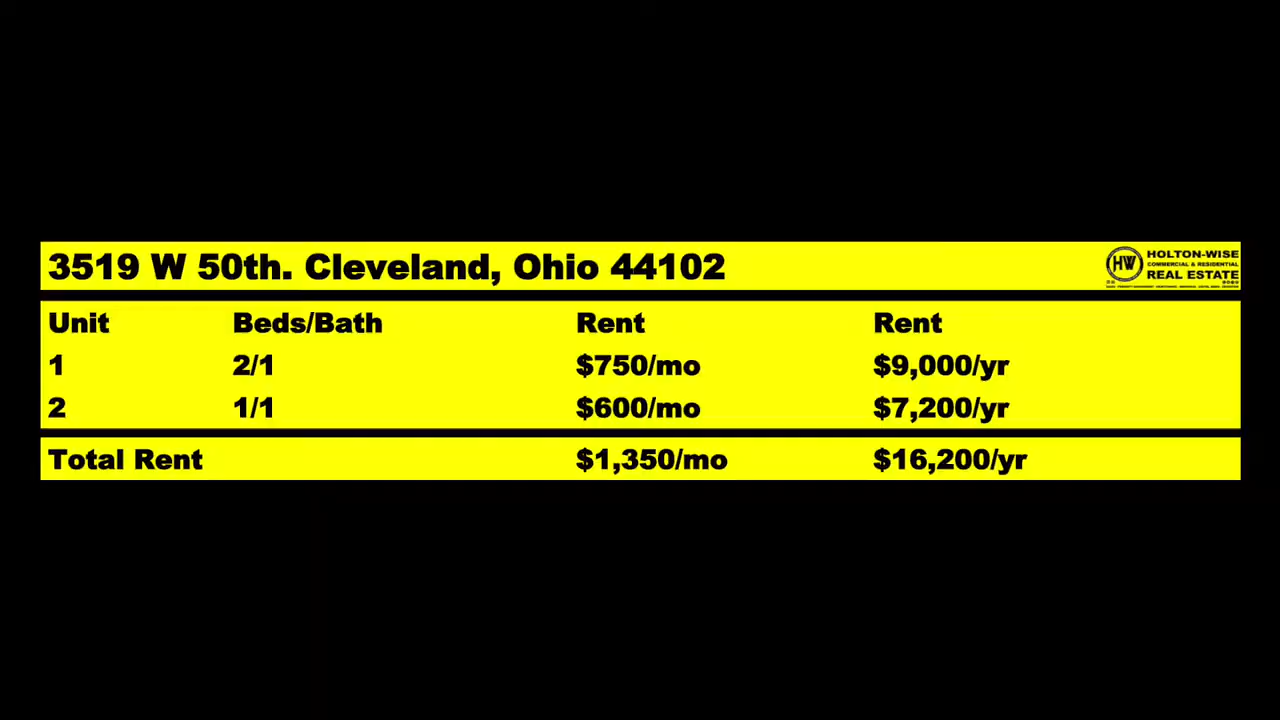 3519 W 50th. Cleveland, Ohio 44102
HW
HOLTON-WISE
COMMERCIAL & RESIDENTIAL
REAL ESTATE
Unit Beds/Bath Rent Rent
1 2/1 $750/mo $9,000/yr
2 1/1 $600/mo $7,200/yr
Total Rent $1,350/mo $16,200/yr